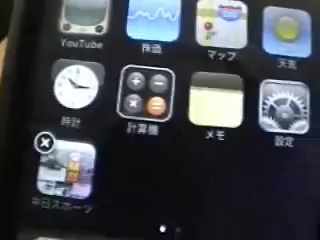 YouTube 株価 マップ 天気
時計 計算機 メモ 設定
中日スポーツ